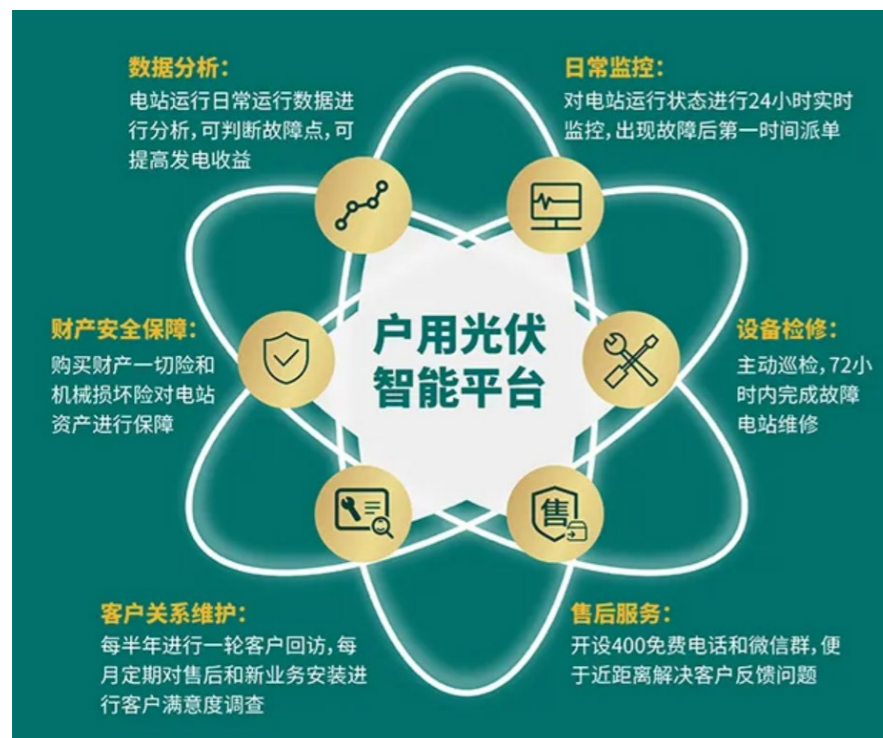 数据分析：
电站运行日常运行数据进
行分析，可判断故障点，可
提高发电收益
日常监控：
对电站运行状态进行24小时实时
监控，出现故障后第一时间派单
财产安全保障：
购买财产一切险和
机械损坏险对电站
资产进行保障
户用光伏
智能平台
设备检修：
主动巡检，72小
时内完成故障
电站维修
售
客户关系维护：
每半年进行一轮客户回访，每
月定期对售后和新业务安装进
行客户满意度调查
售后服务：
开设400免费电话和微信群，便
于近距离解决客户反馈问题